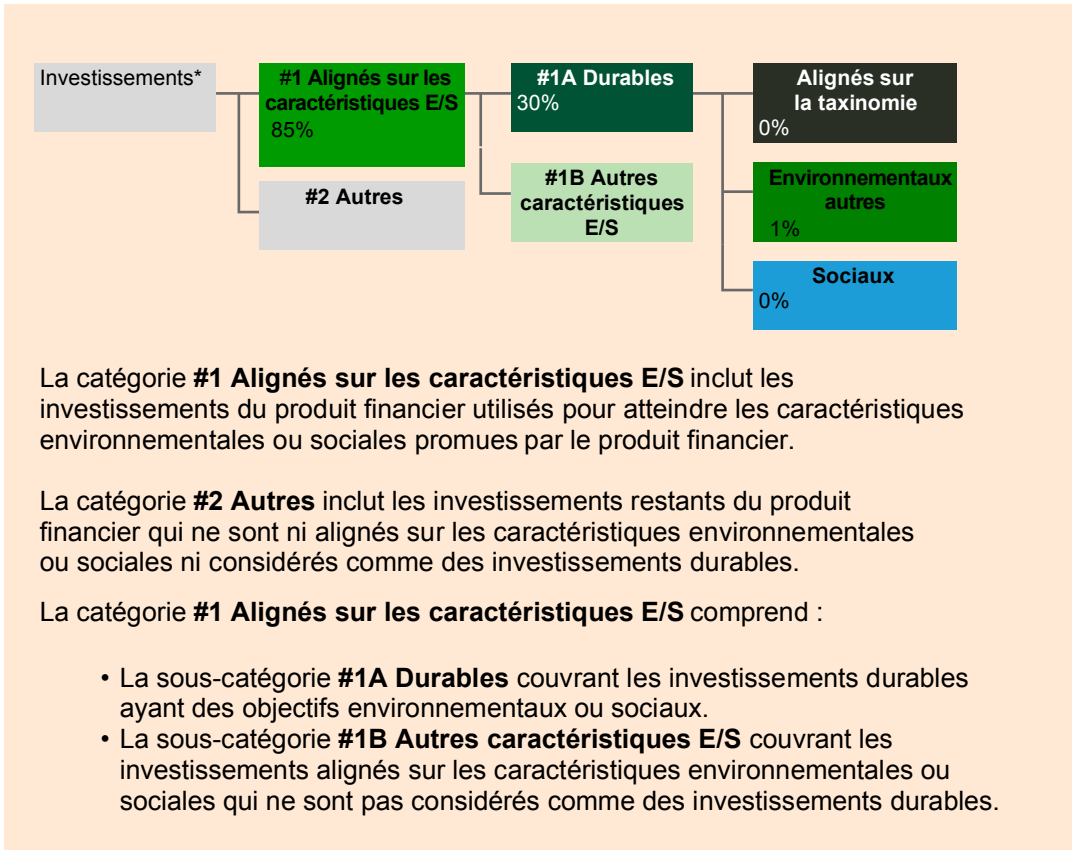 Investissements*
#1 Alignés sur les
caractéristiques E/S
85%
#2 Autres
#1A Durables
30%
#1B Autres
caractéristiques
E/S
Alignés sur
la taxinomie
0%
Environnementaux
autres
1%
Sociaux
0%
La catégorie #1 Alignés sur les caractéristiques E/S inclut les
investissements du produit financier utilisés pour atteindre les caractéristiques
environnementales ou sociales promues par le produit financier.
La catégorie #2 Autres inclut les investissements restants du produit
financier qui ne sont ni alignés sur les caractéristiques environnementales
ou sociales ni considérés comme des investissements durables.
La catégorie #1 Alignés sur les caractéristiques E/S comprend :
• La sous-catégorie #1A Durables couvrant les investissements durables
ayant des objectifs environnementaux ou sociaux.
• La sous-catégorie #1B Autres caractéristiques E/S couvrant les
investissements alignés sur les caractéristiques environnementales ou
sociales qui ne sont pas considérés comme des investissements durables.